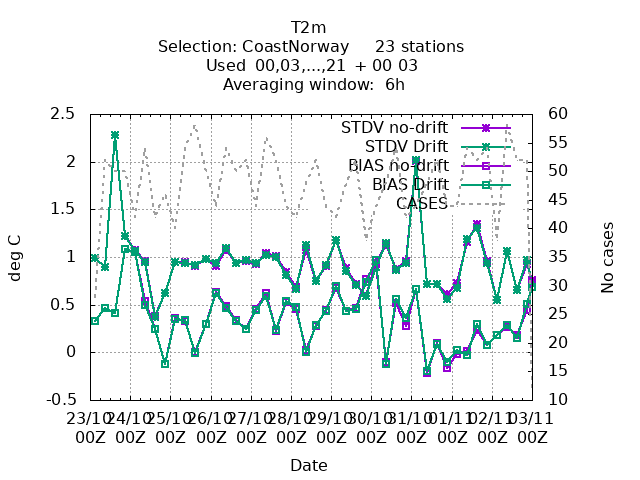 T2m
Selection: CoastNorway 23 stations
Used 00,03,...,21 + 00 03
Averaging window: 6h
2.5
2
1.5
1
0.5
0
-0.5
deg C
STDV no-drift
STDV Drift
BIAS no-drift
BIAS Drift
CASES
60
55
50
45
40
35
30
25
20
15
10
No cases
23/10 24/10 25/10 26/10 27/10 28/10 29/10 30/10 31/10 01/11 02/11 03/11
00Z 00Z 00Z 00Z 00Z 00Z 00Z 00Z 00Z 00Z 00Z 00Z
Date